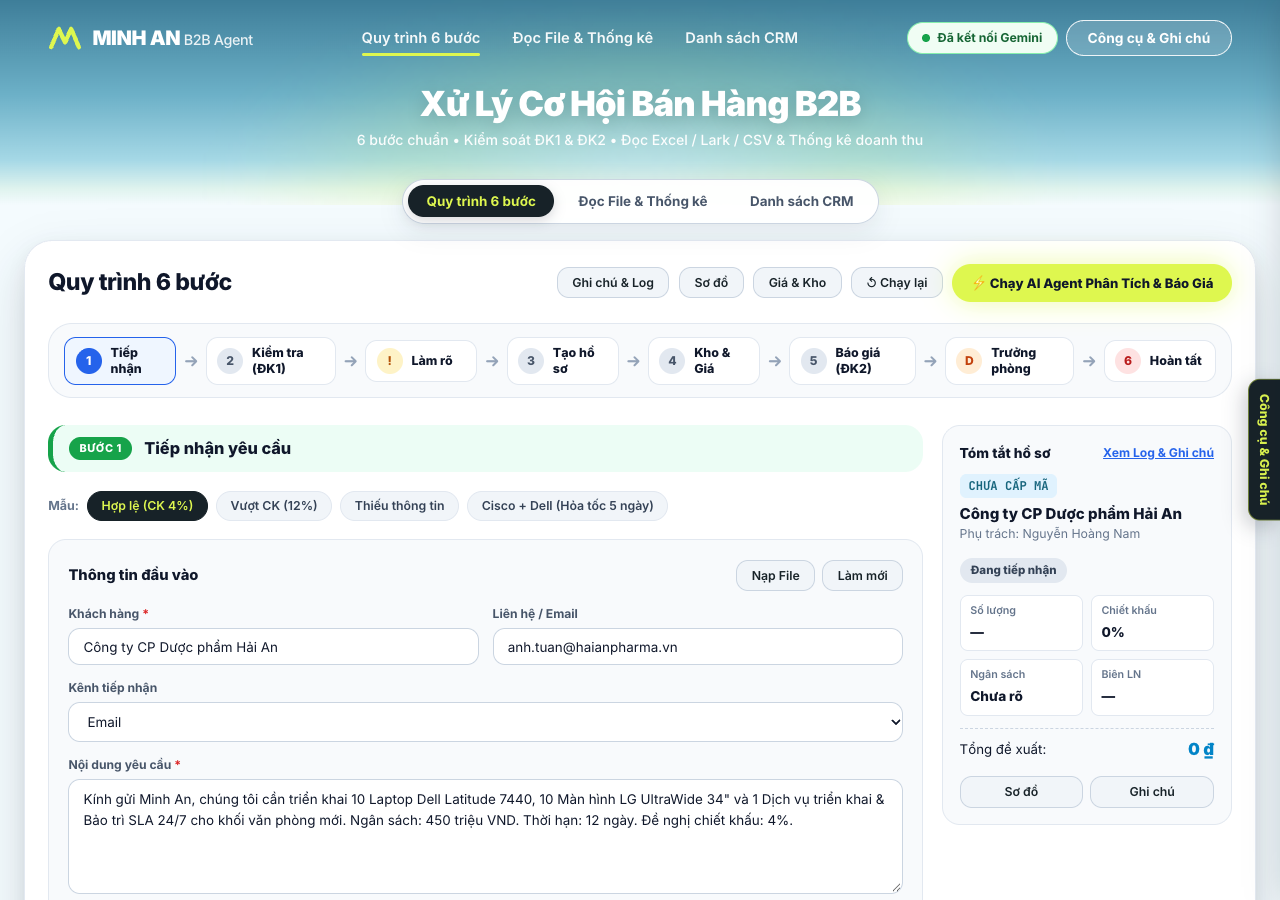 MINH AN B2B Agent
Quy trình 6 bước
Đọc File & Thống kê
Danh sách CRM
Đã kết nối Gemini
Công cụ & Ghi chú
Xử Lý Cơ Hội Bán Hàng B2B
6 bước chuẩn • Kiểm soát ĐK1 & ĐK2 • Đọc Excel / Lark / CSV & Thống kê doanh thu
Quy trình 6 bước
Đọc File & Thống kê
Danh sách CRM
Quy trình 6 bước
Ghi chú & Log
Sơ đồ
Giá & Kho
↺ Chạy lại
⚡ Chạy AI Agent Phân Tích & Báo Giá
1 Tiếp nhận
→
2 Kiểm tra (ĐK1)
→
! Làm rõ
→
3 Tạo hồ sơ
→
4 Kho & Giá
→
5 Báo giá (ĐK2)
→
D Trưởng phòng
→
6 Hoàn tất
Công cụ & Ghi chú
BƯỚC 1 Tiếp nhận yêu cầu
Mẫu:
Hợp lệ (CK 4%)
Vượt CK (12%)
Thiếu thông tin
Cisco + Dell (Hỏa tốc 5 ngày)
Thông tin đầu vào
Nạp File
Làm mới
Khách hàng *
Công ty CP Dược phẩm Hải An
Liên hệ / Email
anh.tuan@haianpharma.vn
Kênh tiếp nhận
Email
Nội dung yêu cầu *
Kính gửi Minh An, chúng tôi cần triển khai 10 Laptop Dell Latitude 7440, 10 Màn hình LG UltraWide 34" và 1 Dịch vụ triển khai &
Bảo trì SLA 24/7 cho khối văn phòng mới. Ngân sách: 450 triệu VND. Thời hạn: 12 ngày. Đề nghị chiết khấu: 4%.
Tóm tắt hồ sơ
Xem Log & Ghi chú
CHƯA CẤP MÃ
Công ty CP Dược phẩm Hải An
Phụ trách: Nguyễn Hoàng Nam
Đang tiếp nhận
Số lượng
—
Chiết khấu
0%
Ngân sách
Chưa rõ
Biên LN
—
Tổng đề xuất:
0 ₫
Sơ đồ
Ghi chú